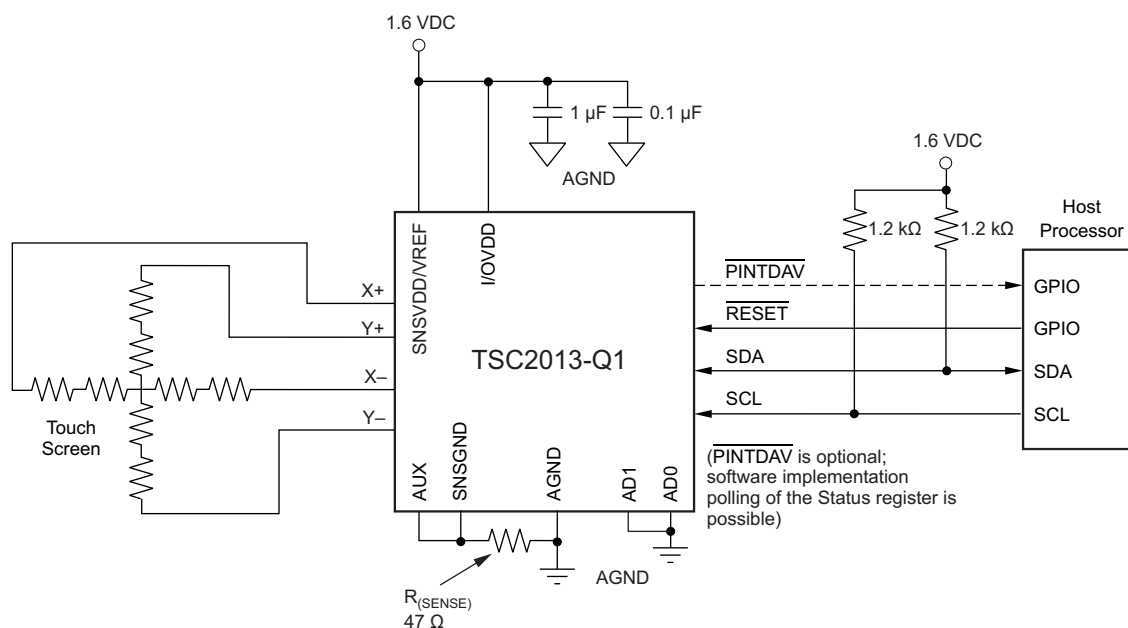 1.6 VDC
1 µF
0.1 µF
AGND
1.6 VDC
1.2 kΩ
1.2 kΩ
Host
Processor
SNSVDD/VREF
I/OVDD
X+
Y+
X–
Y–
Touch
Screen
TSC2013-Q1
PINTDAV
RESET
SDA
SCL
GPIO
GPIO
SDA
SCL
(PINTDAV is optional;
software implementation
polling of the Status register is
possible)
AUX
SNSGND
AGND
AD1
AD0
AGND
R(SENSE)
47 Ω